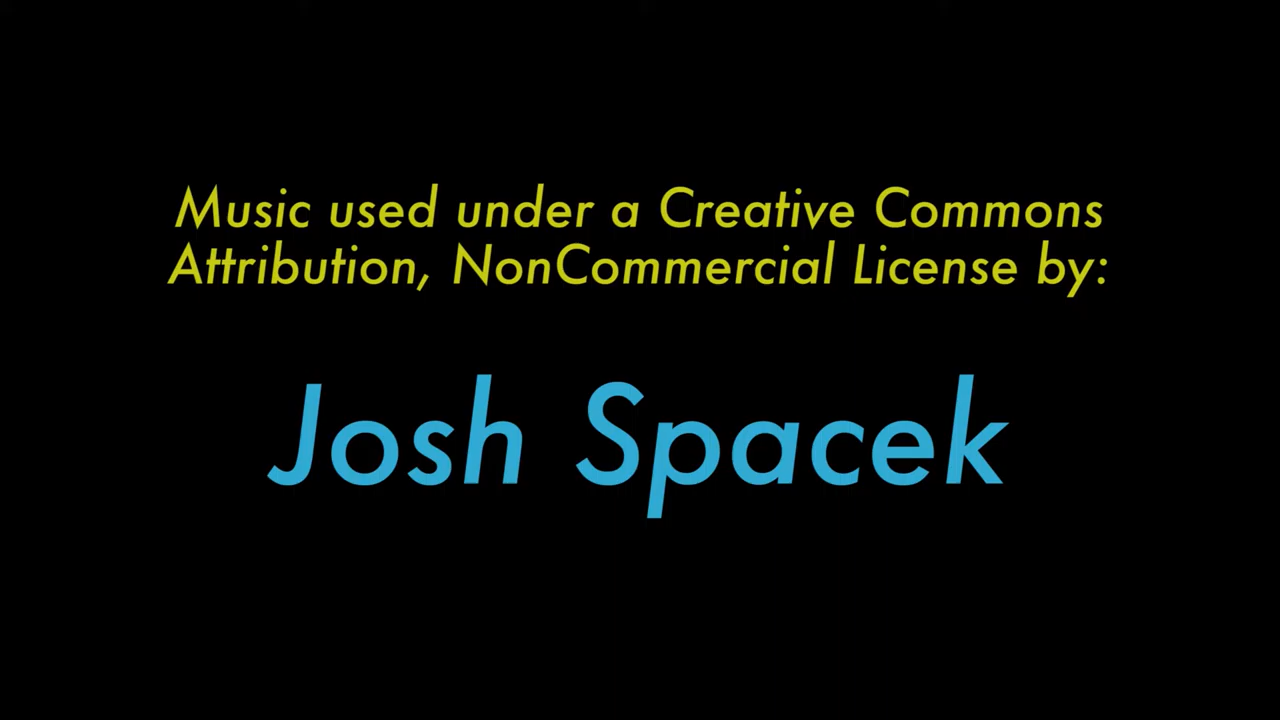 Music used under a Creative Commons
Attribution, NonCommercial License by:
Josh Spacek